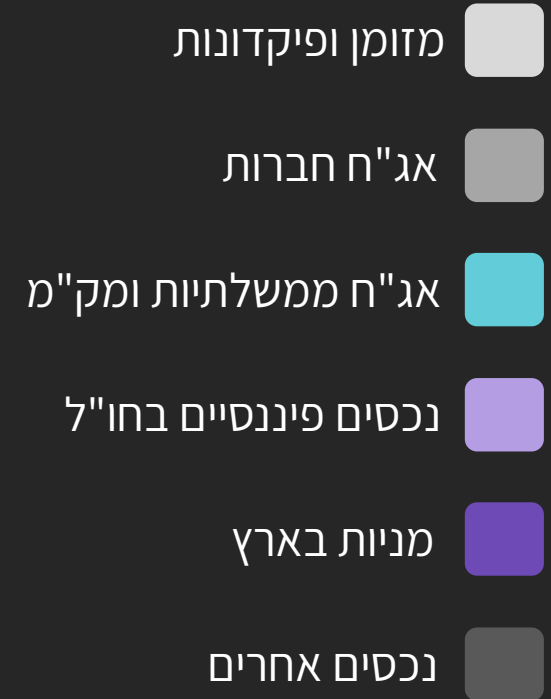 מזומן ופיקדונות
אג"ח חברות
אג"ח ממשלתיות ומק"מ
נכסים פיננסיים בחו"ל
מניות בארץ
נכסים אחרים